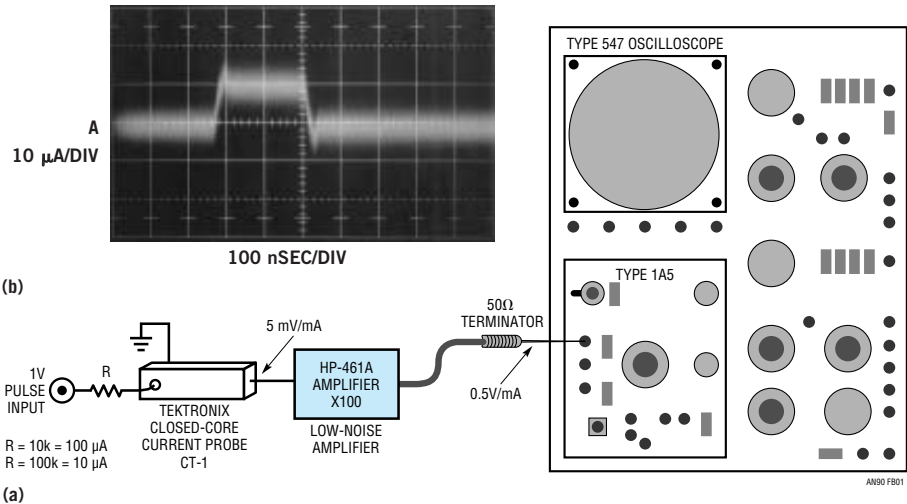 TYPE 547 OSCILLOSCOPE
A
10 μA/DIV
100 nSEC/DIV
(b)
TYPE 1A5
50Ω
TERMINATOR
5 mV/mA
1V
PULSE
INPUT
R
HP-461A
AMPLIFIER
X100
0.5V/mA
TEKTRONIX
CLOSED-CORE
CURRENT PROBE
CT-1
LOW-NOISE
AMPLIFIER
R = 10k = 100 μA
R = 100k = 10 μA
AN90 FB01
(a)